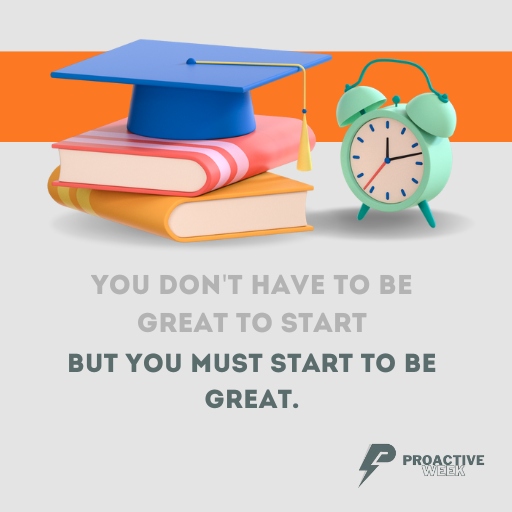 YOU DON'T HAVE TO BE
GREAT TO START
BUT YOU MUST START TO BE
GREAT.
PROACTIVE
WEEK